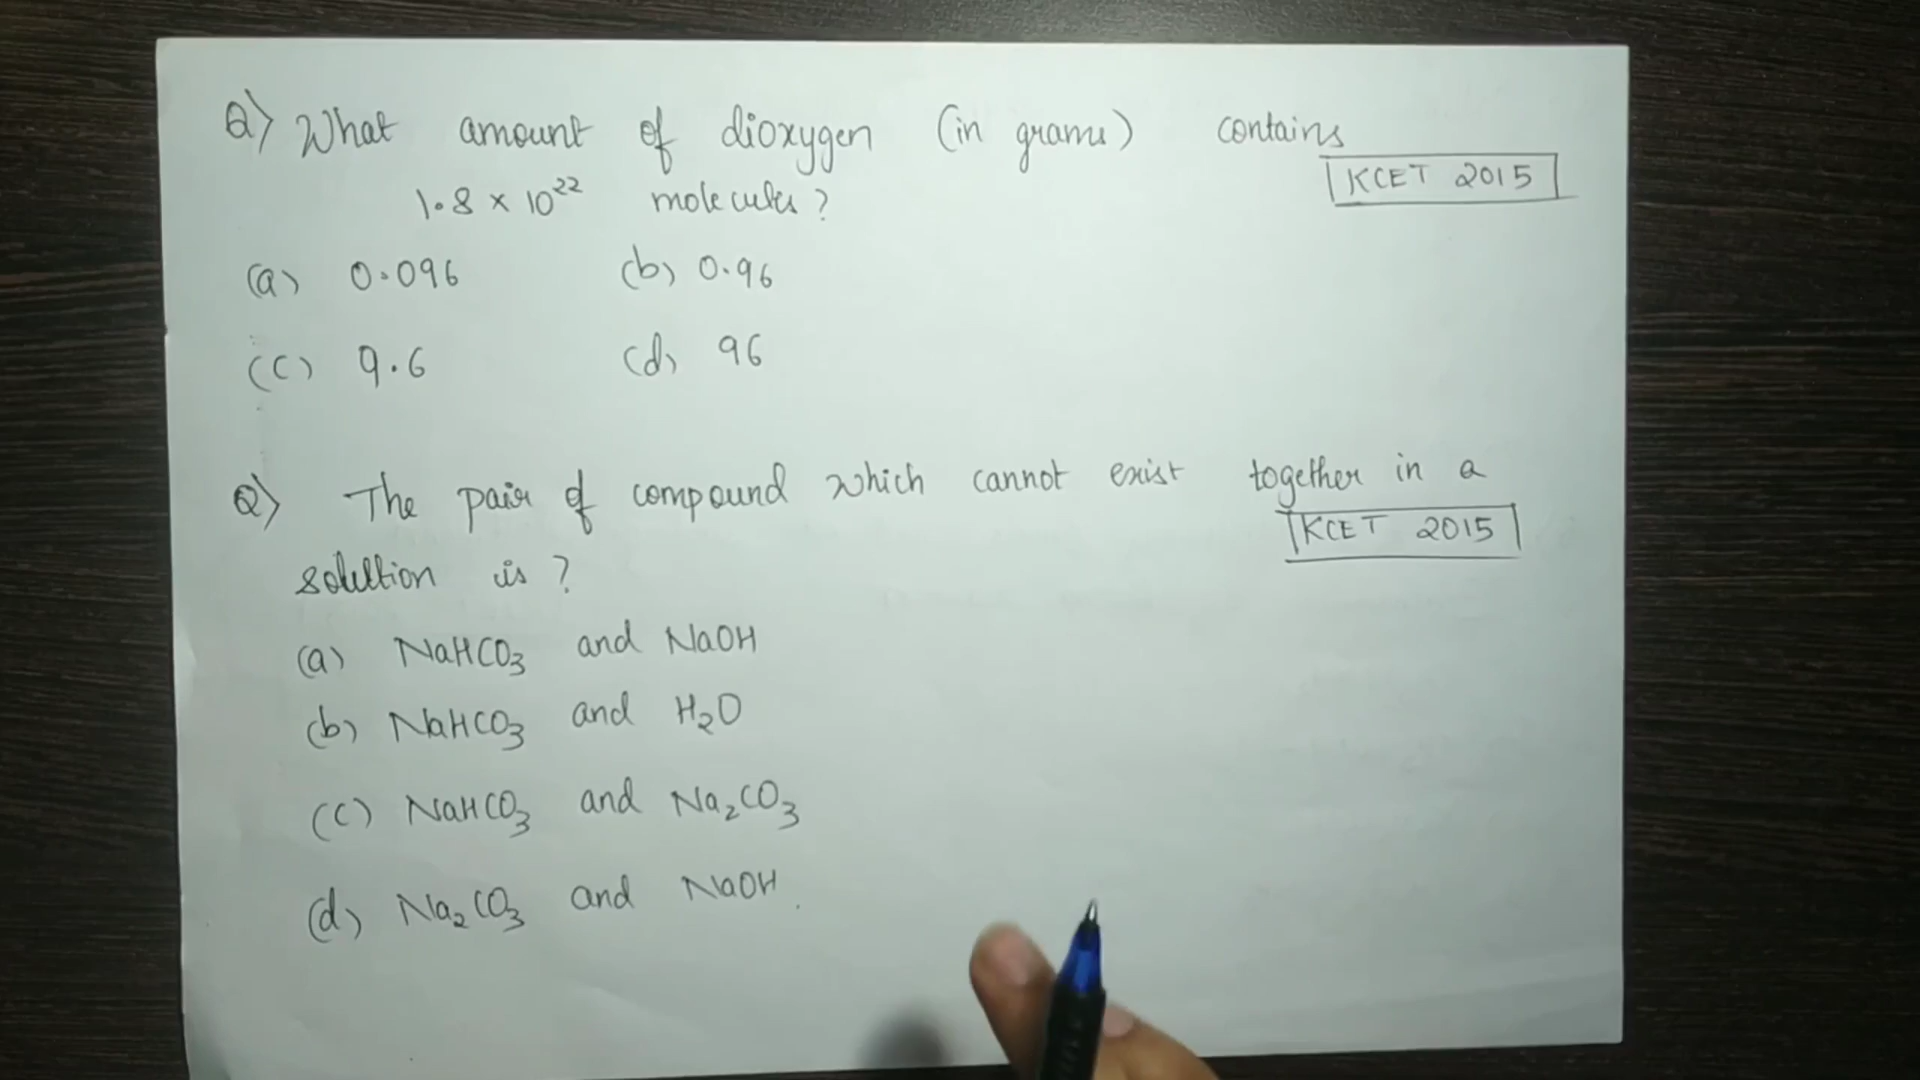 Q) What amount of dioxygen (in grams) contains
KCET 2015
1.8 × 10²² molecules?
(a) 0.096 (b) 0.96
(c) 9.6 (d) 96
Q) The pair of compound which cannot exist together in a
KCET 2015
solution is ?
(a) NaHCO₃ and NaOH
(b) NaHCO₃ and H₂O
(c) NaHCO₃ and Na₂CO₃
(d) Na₂CO₃ and NaOH.